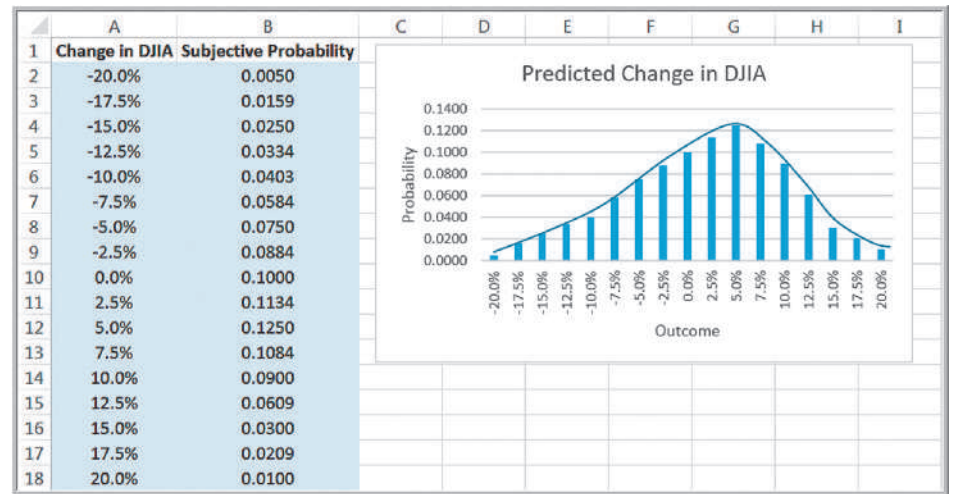 A B C D E F G H I
1 Change in DJIA Subjective Probability
2 -20.0% 0.0050
3 -17.5% 0.0159
4 -15.0% 0.0250
5 -12.5% 0.0334
6 -10.0% 0.0403
7 -7.5% 0.0584
8 -5.0% 0.0750
9 -2.5% 0.0884
10 0.0% 0.1000
11 2.5% 0.1134
12 5.0% 0.1250
13 7.5% 0.1084
14 10.0% 0.0900
15 12.5% 0.0609
16 15.0% 0.0300
17 17.5% 0.0209
18 20.0% 0.0100
Predicted Change in DJIA
Probability
0.1400
0.1200
0.1000
0.0800
0.0600
0.0400
0.0200
0.0000
-20.0% -17.5% -15.0% -12.5% -10.0% -7.5% -5.0% -2.5% 0.0% 2.5% 5.0% 7.5% 10.0% 12.5% 15.0% 17.5% 20.0%
Outcome